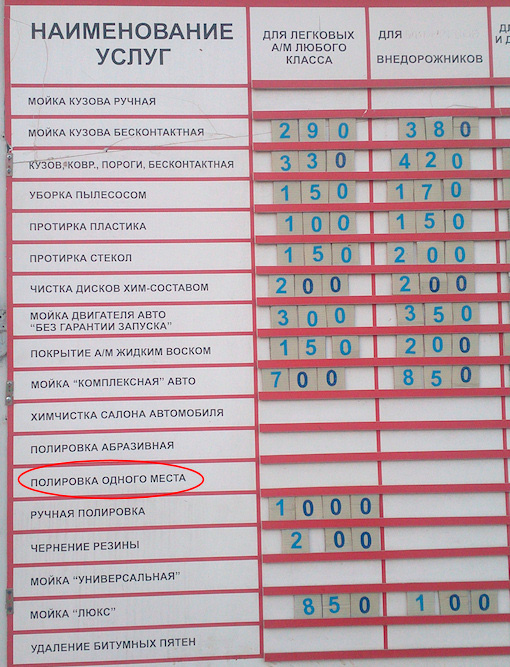 НАИМЕНОВАНИЕ
УСЛУГ
ДЛЯ ЛЕГКОВЫХ
А/М ЛЮБОГО
КЛАССА
ДЛЯ
ВНЕДОРОЖНИКОВ
МОЙКА КУЗОВА РУЧНАЯ
МОЙКА КУЗОВА БЕСКОНТАКТНАЯ 290 380
КУЗОВ, КОВР., ПОРОГИ, БЕСКОНТАКТНАЯ 330 420
УБОРКА ПЫЛЕСОСОМ 150 170
ПРОТИРКА ПЛАСТИКА 100 150
ПРОТИРКА СТЕКОЛ 150 200
ЧИСТКА ДИСКОВ ХИМ-СОСТАВОМ 200 200
МОЙКА ДВИГАТЕЛЯ АВТО
"БЕЗ ГАРАНТИИ ЗАПУСКА" 300 350
ПОКРЫТИЕ А/М ЖИДКИМ ВОСКОМ 150 200
МОЙКА "КОМПЛЕКСНАЯ" АВТО 700 850
ХИМЧИСТКА САЛОНА АВТОМОБИЛЯ
ПОЛИРОВКА АБРАЗИВНАЯ
ПОЛИРОВКА ОДНОГО МЕСТА
РУЧНАЯ ПОЛИРОВКА 1000
ЧЕРНЕНИЕ РЕЗИНЫ 2 00
МОЙКА "УНИВЕРСАЛЬНАЯ"
МОЙКА "ЛЮКС" 850 100
УДАЛЕНИЕ БИТУМНЫХ ПЯТЕН